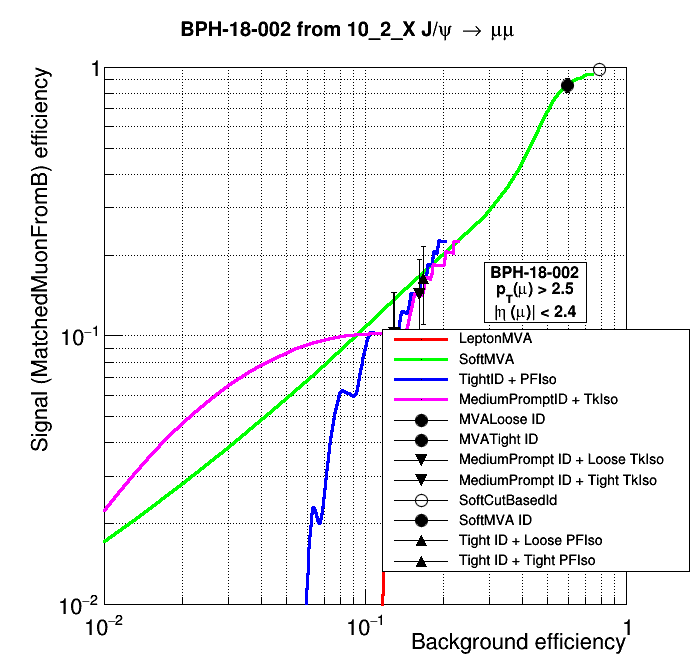 BPH-18-002 from 10_2_X J/ψ → μμ
Signal (MatchedMuonFromB) efficiency
1
10⁻¹
10⁻²
BPH-18-002
p_T(μ) > 2.5
|η (μ)| < 2.4
LeptonMVA
SoftMVA
TightID + PFIso
MediumPromptID + TkIso
MVALoose ID
MVATight ID
MediumPrompt ID + Loose TkIso
MediumPrompt ID + Tight TkIso
SoftCutBasedId
SoftMVA ID
Tight ID + Loose PFIso
Tight ID + Tight PFIso
10⁻² 10⁻¹ 1
Background efficiency